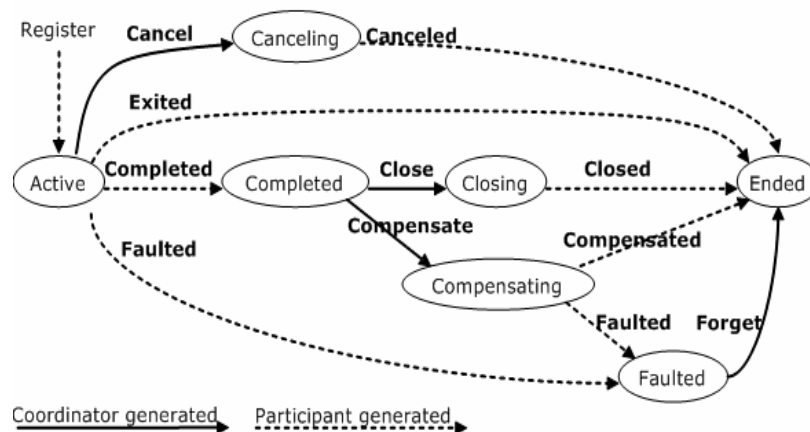 Register
Cancel
Canceling
Canceled
Exited
Active
Completed
Completed
Close
Closing
Closed
Ended
Compensate
Compensated
Faulted
Compensating
Faulted
Forget
Faulted
Coordinator generated
Participant generated